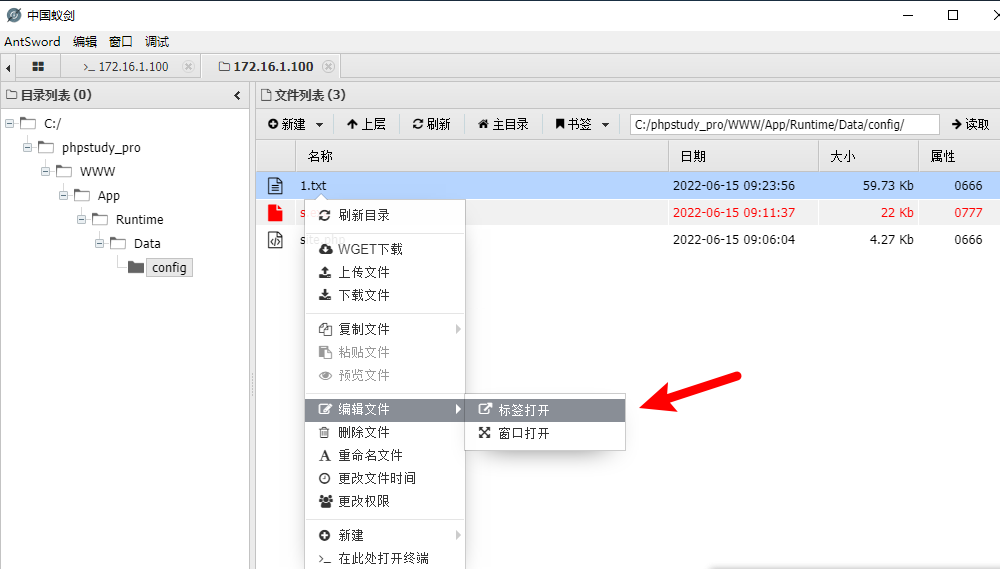 中国蚁剑
AntSword 编辑 窗口 调试
>_ 172.16.1.100 172.16.1.100
目录列表 (0)
文件列表 (3)
新建 上层 刷新 主目录 书签 C:/phpstudy_pro/WWW/App/Runtime/Data/config/ 读取
名称 日期 大小 属性
C:/
phpstudy_pro
WWW
App
Runtime
Data
config
1.txt 2022-06-15 09:23:56 59.73 Kb 0666
2022-06-15 09:11:37 22 Kb 0777
2022-06-15 09:06:04 4.27 Kb 0666
刷新目录
WGET下载
上传文件
下载文件
复制文件
粘贴文件
预览文件
编辑文件
标签打开
删除文件
窗口打开
重命名文件
更改文件时间
更改权限
新建
>_ 在此处打开终端